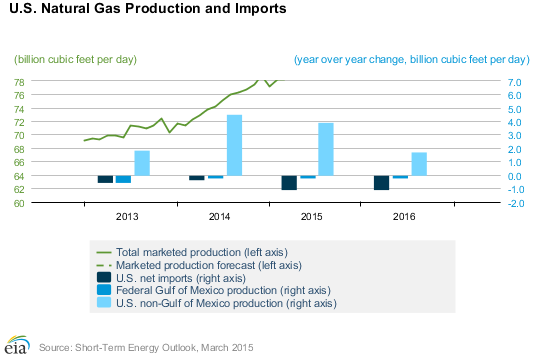 U.S. Natural Gas Production and Imports
(billion cubic feet per day) (year over year change, billion cubic feet per day)
78 7.0
76 6.0
74 5.0
72 4.0
70 3.0
68 2.0
66 1.0
64 0.0
62 -1.0
60 -2.0
2013 2014 2015 2016
Total marketed production (left axis)
Marketed production forecast (left axis)
U.S. net imports (right axis)
Federal Gulf of Mexico production (right axis)
U.S. non-Gulf of Mexico production (right axis)
eia Source: Short-Term Energy Outlook, March 2015